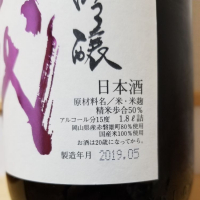 吟醸
日本酒
原材料名／米・米麹
精米歩合50%
アルコール分15度 1.8ℓ詰
岡山県産赤磐雄町80%使用
国産米100%使用
お酒は20歳になってから。
製造年月 2019.05